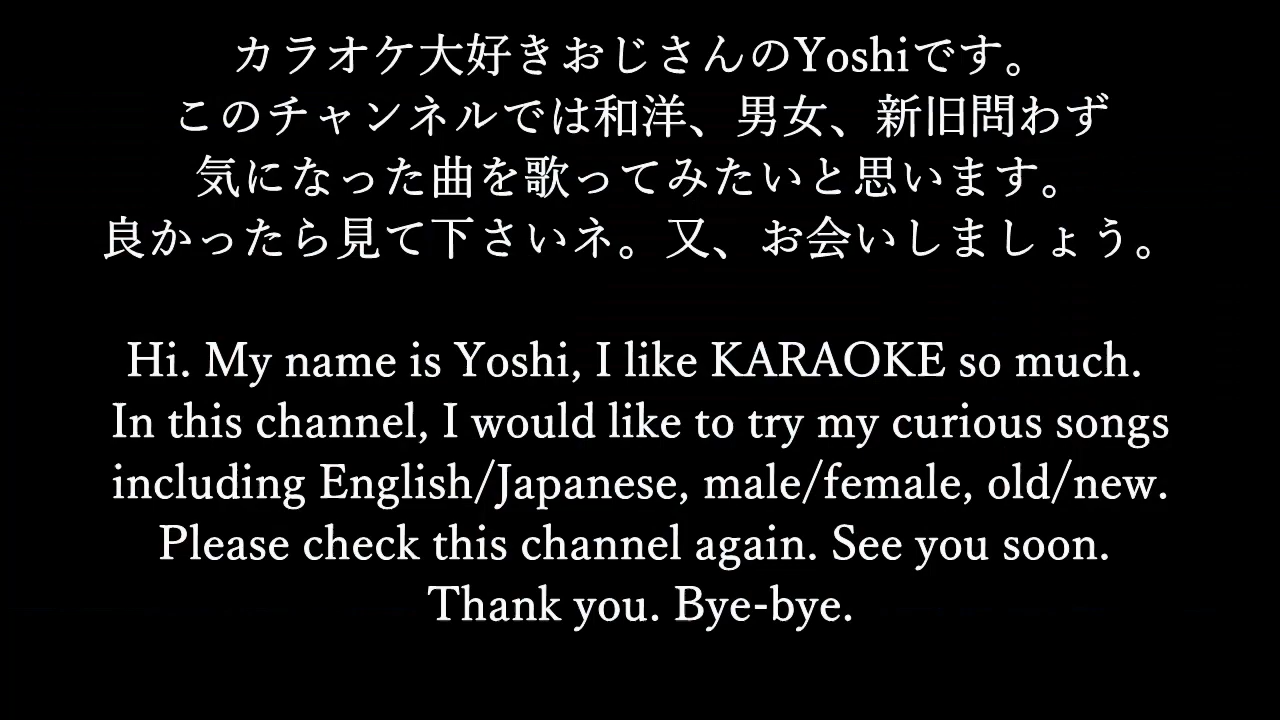 カラオケ大好きおじさんのYoshiです。
このチャンネルでは和洋、男女、新旧問わず
気になった曲を歌ってみたいと思います。
良かったら見て下さいネ。又、お会いしましょう。
Hi. My name is Yoshi, I like KARAOKE so much.
In this channel, I would like to try my curious songs
including English/Japanese, male/female, old/new.
Please check this channel again. See you soon.
Thank you. Bye-bye.